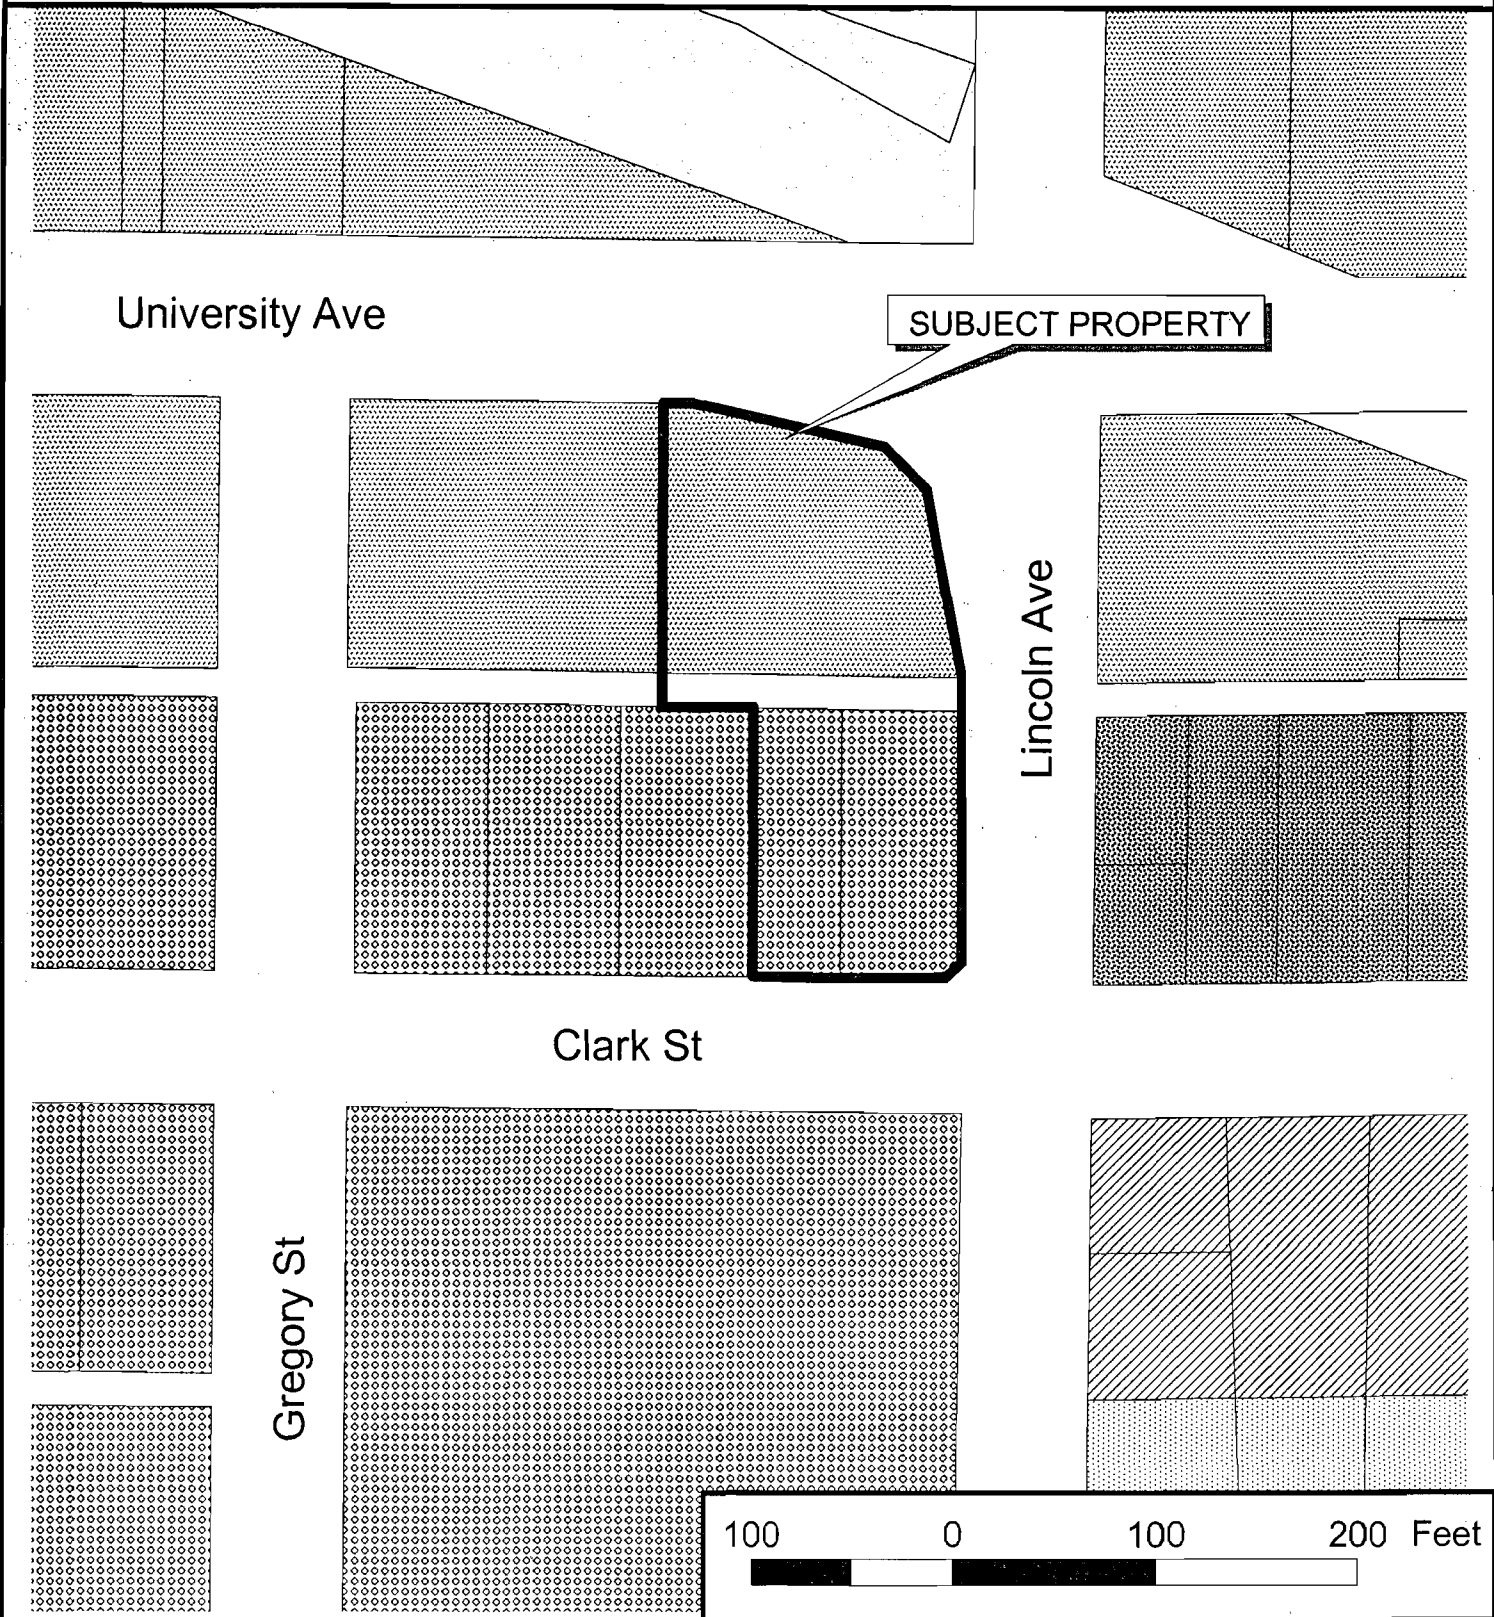 University Ave
SUBJECT PROPERTY
Lincoln Ave
Clark St
Gregory St
100 0 100 200 Feet